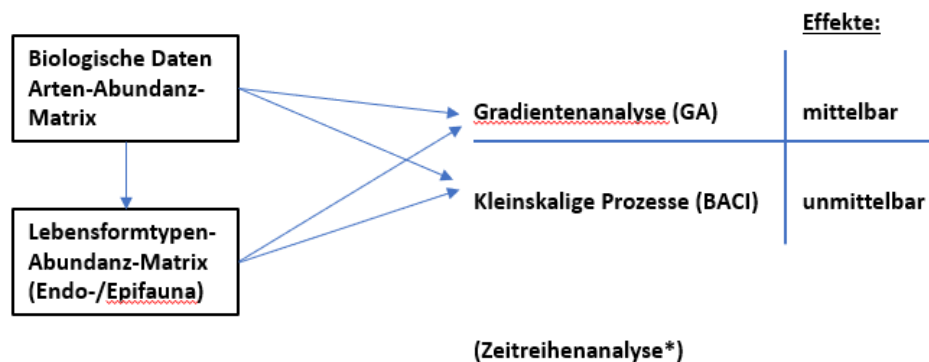 Effekte:
Biologische Daten
Arten-Abundanz-
Matrix
Gradientenanalyse (GA)
mittelbar
Kleinskalige Prozesse (BACI)
unmittelbar
Lebensformtypen-
Abundanz-Matrix
(Endo-/Epifauna)
(Zeitreihenanalyse*)